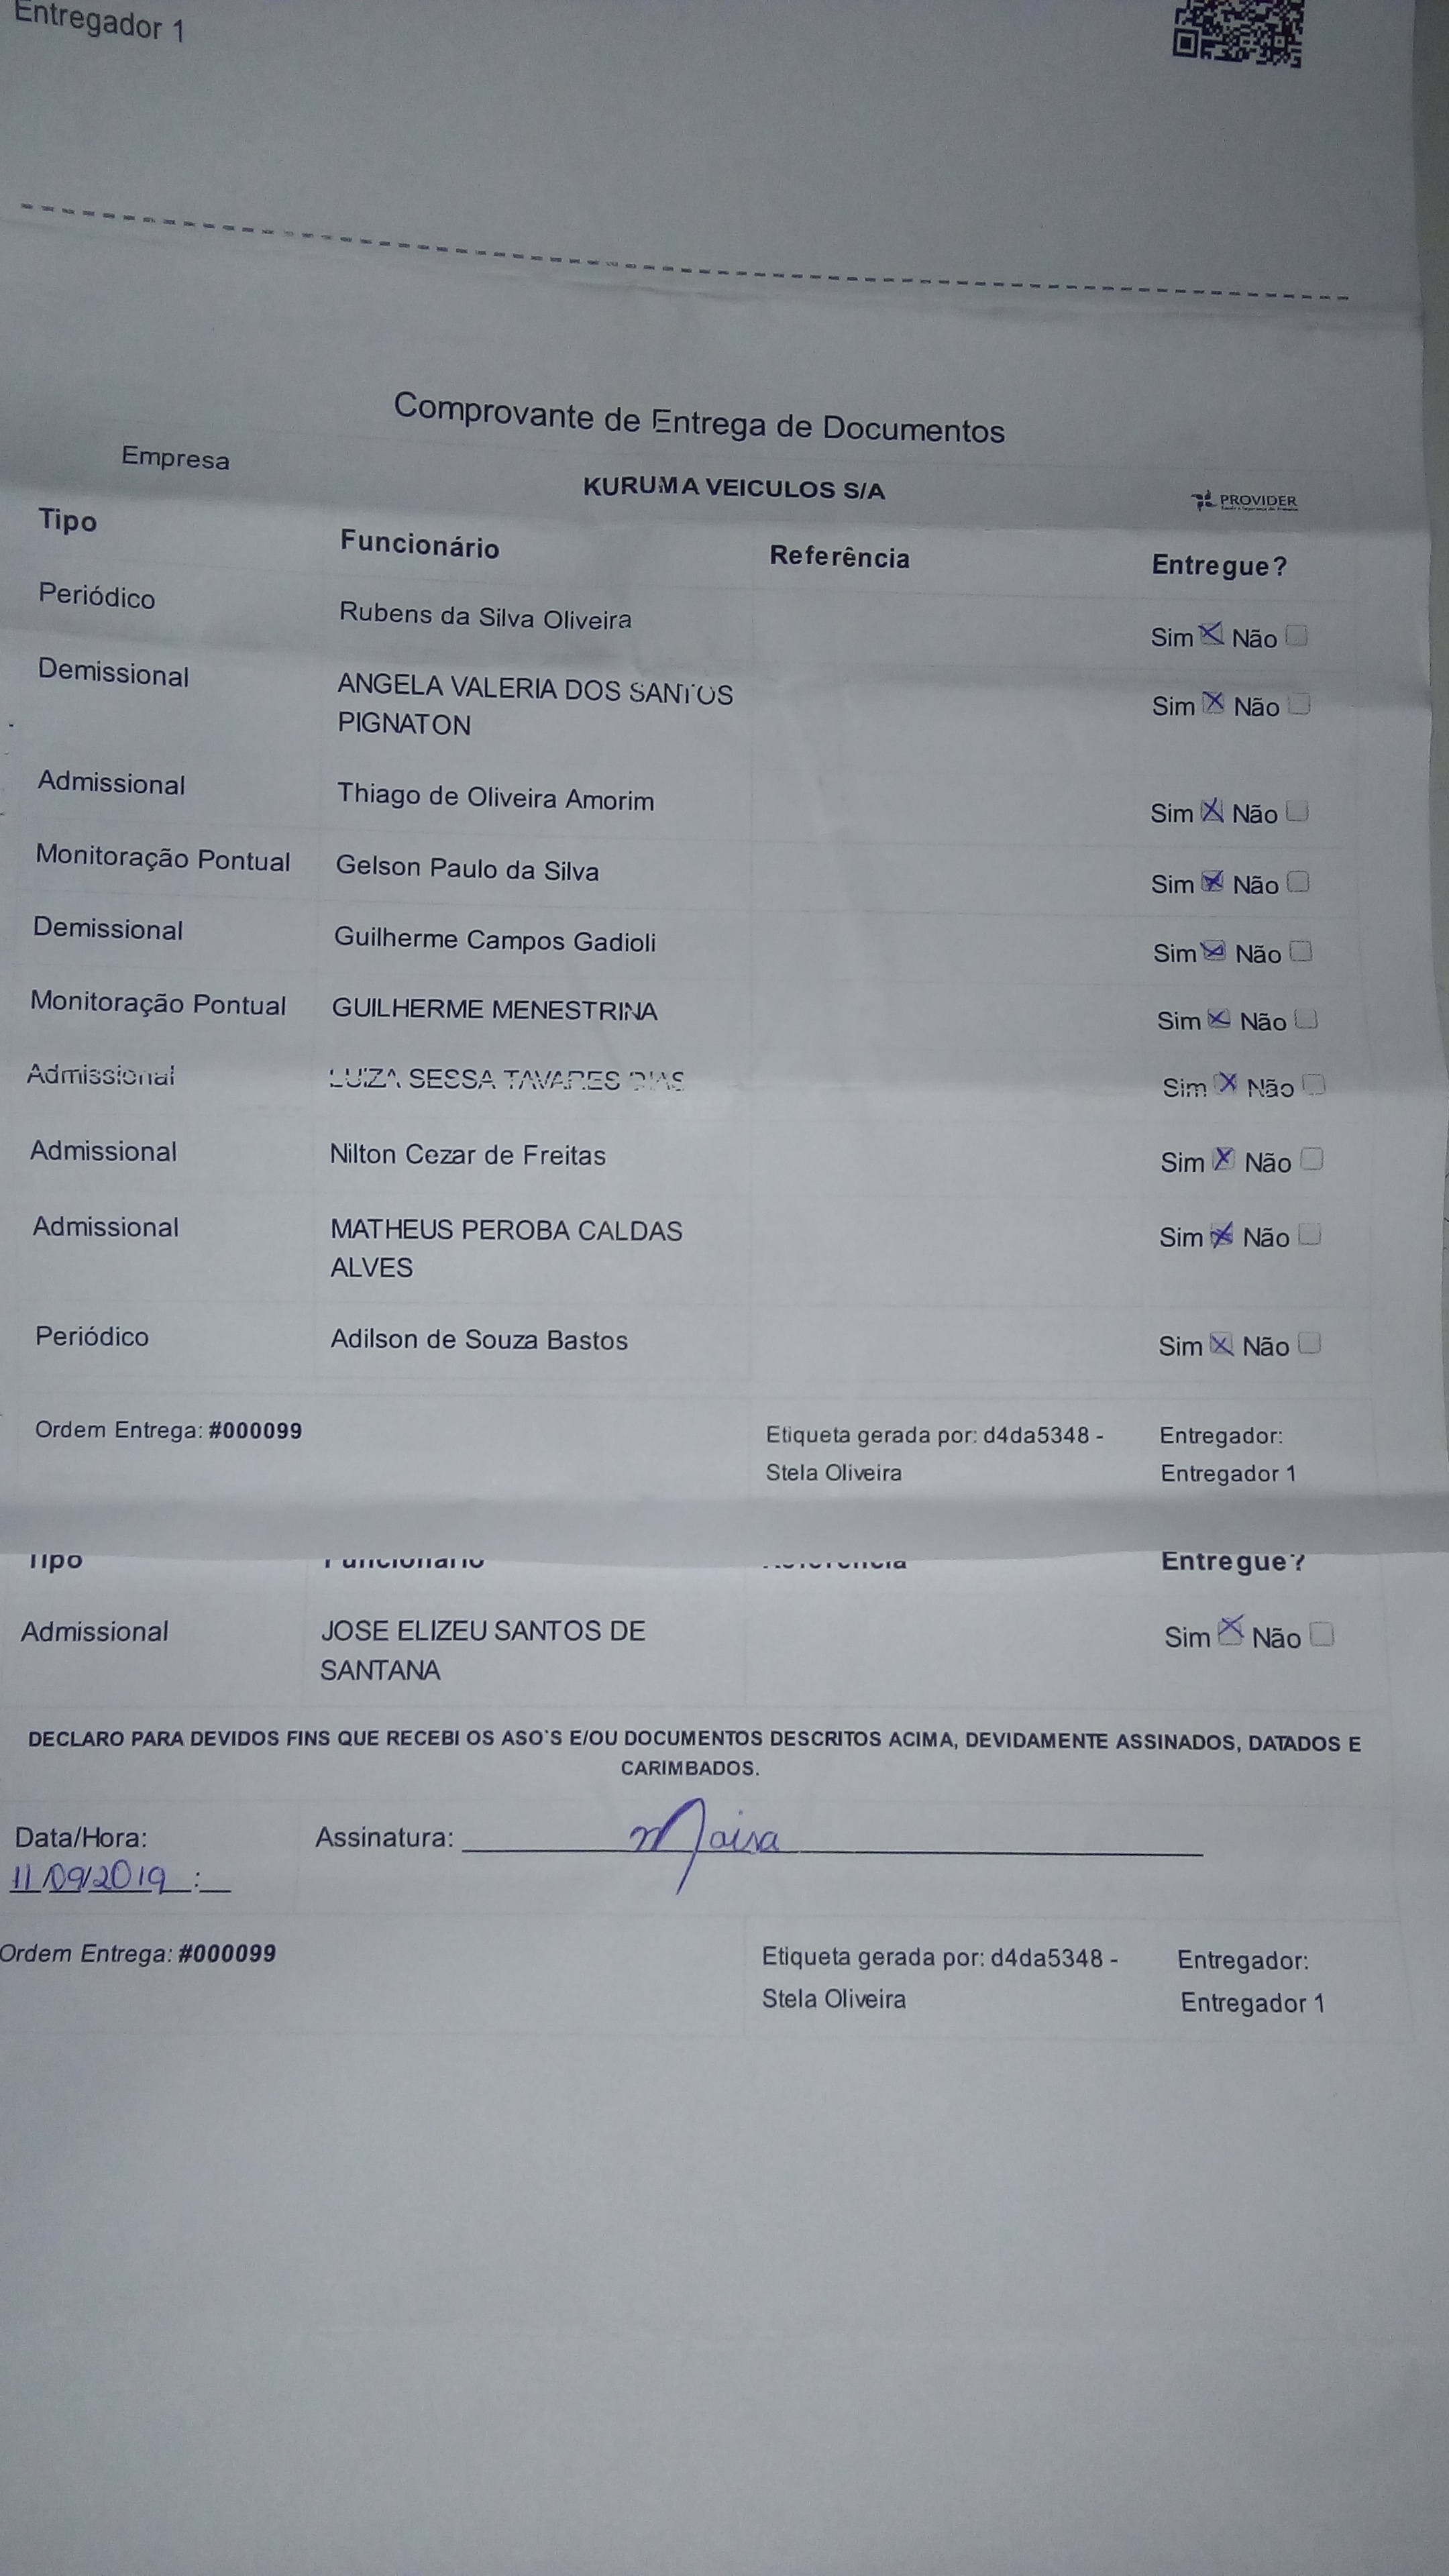 Entregador 1
Comprovante de Entrega de Documentos
Empresa KURUMA VEICULOS S/A PROVIDER
Tipo Funcionário Referência Entregue?
Periódico Rubens da Silva Oliveira Sim Não
Demissional ANGELA VALERIA DOS SANTOS Sim Não
PIGNATON
Admissional Thiago de Oliveira Amorim Sim Não
Monitoração Pontual Gelson Paulo da Silva Sim Não
Demissional Guilherme Campos Gadioli Sim Não
Monitoração Pontual GUILHERME MENESTRINA Sim Não
Admissional LUIZA SESSA TAVARES DIAS Sim Não
Admissional Nilton Cezar de Freitas Sim Não
Admissional MATHEUS PEROBA CALDAS Sim Não
ALVES
Periódico Adilson de Souza Bastos Sim Não
Ordem Entrega: #000099 Etiqueta gerada por: d4da5348 - Entregador:
Stela Oliveira Entregador 1
Tipo Funcionário Referência Entregue?
Admissional JOSE ELIZEU SANTOS DE Sim Não
SANTANA
DECLARO PARA DEVIDOS FINS QUE RECEBI OS ASO`S E/OU DOCUMENTOS DESCRITOS ACIMA, DEVIDAMENTE ASSINADOS, DATADOS E
CARIMBADOS.
Data/Hora: Assinatura: Maisa
11/09/2019 :
Ordem Entrega: #000099 Etiqueta gerada por: d4da5348 - Entregador:
Stela Oliveira Entregador 1